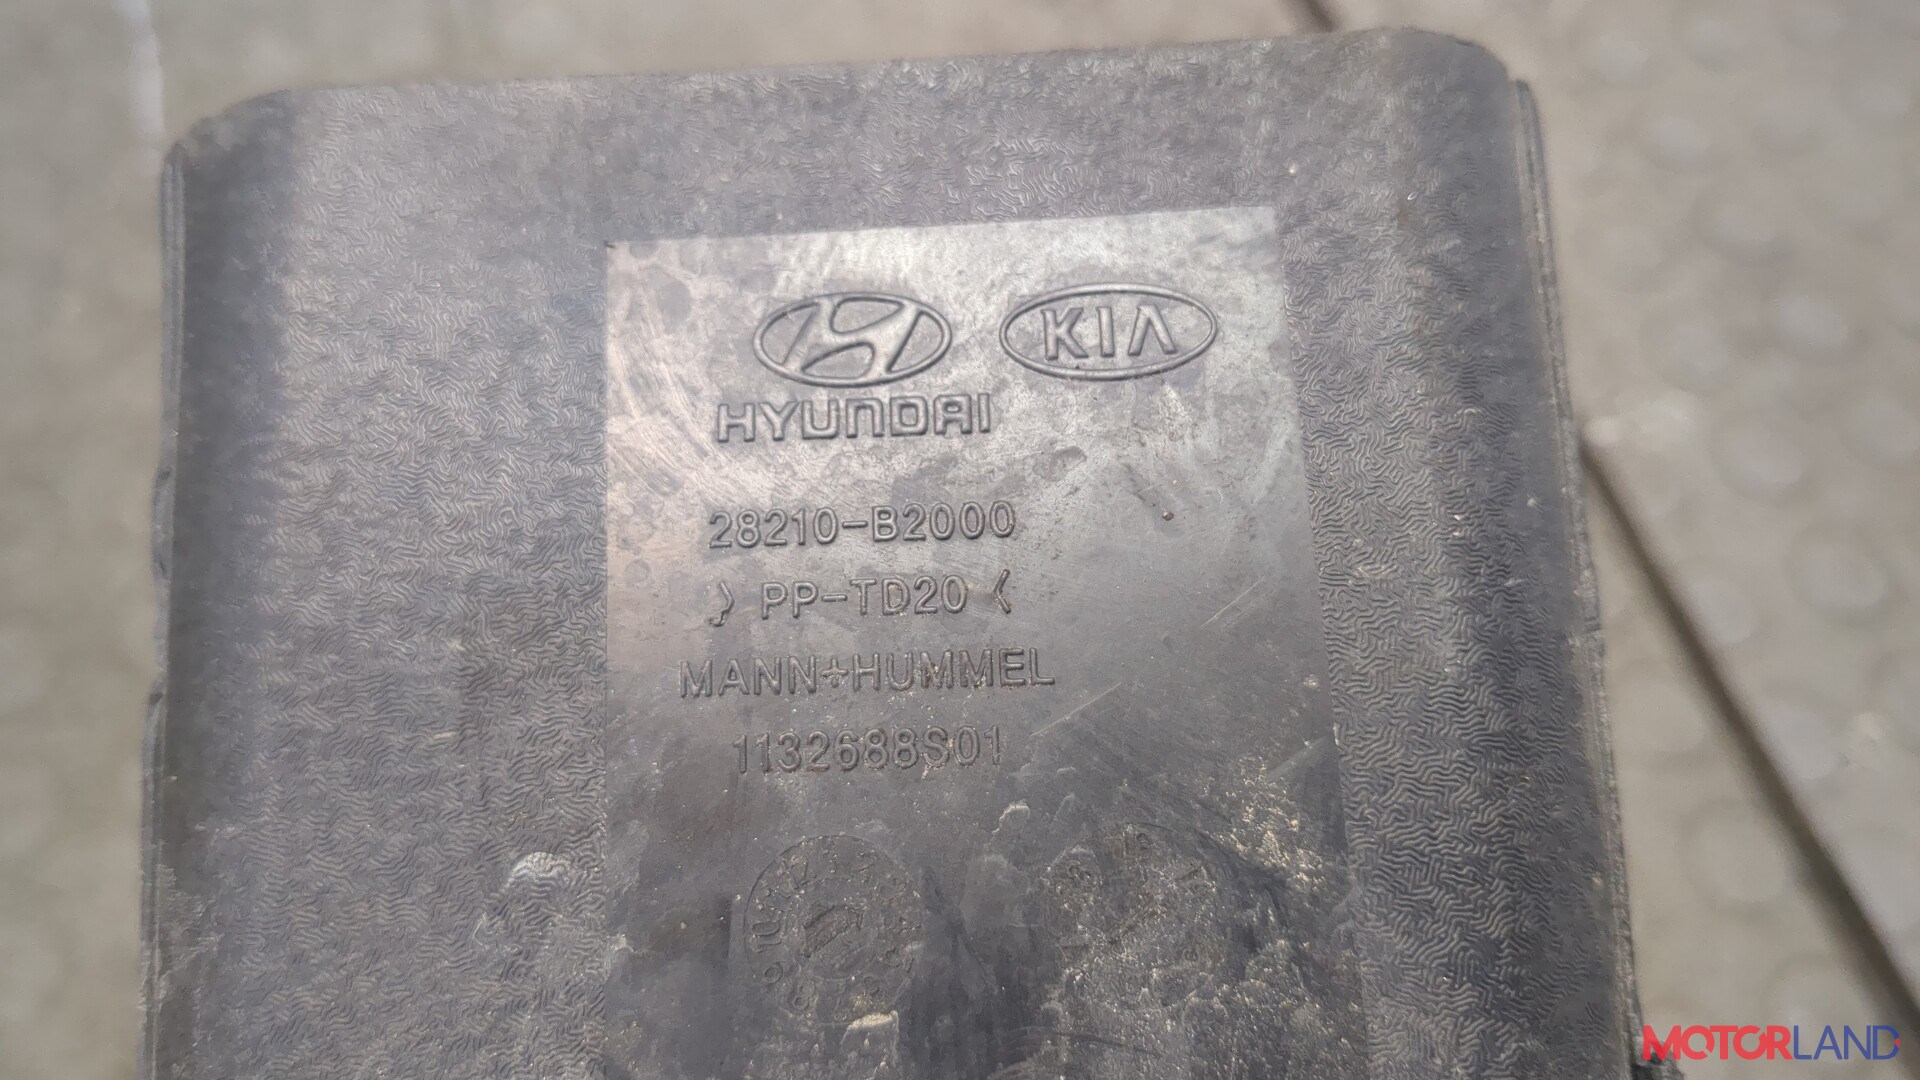 KIA
HYUNDAI
28210-B2000
> PP-TD20 <
MANN+HUMMEL
1132688S01
MOTORLAND